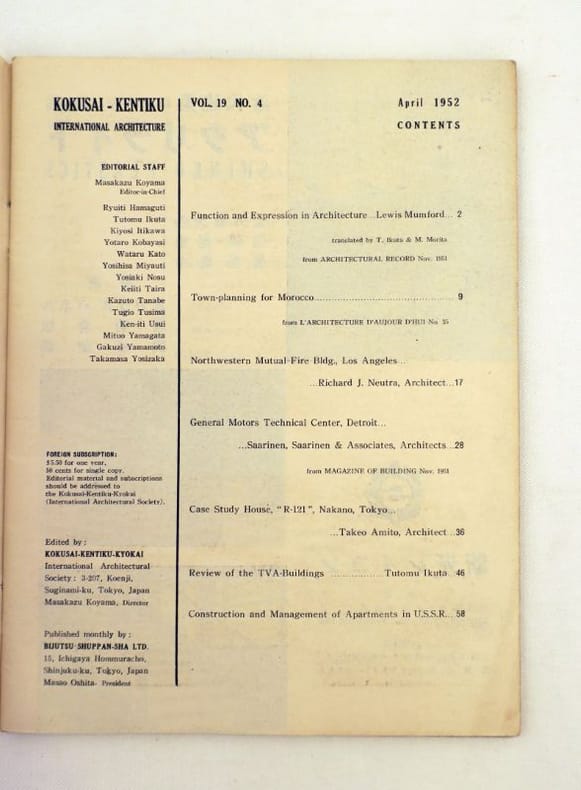 KOKUSAI - KENTIKU
INTERNATIONAL ARCHITECTURE
EDITORIAL STAFF
Masakazu Koyama
Editor-in-Chief
Ryuiti Hamaguti
Tutomu Ikuta
Kiyosi Itikawa
Yotaro Kobayasi
Wataru Kato
Yosihisa Miyauti
Yosiaki Nosu
Keiiti Taira
Kazuto Tanabe
Tugio Tusima
Ken-iti Usui
Mituo Yamagata
Gakuzi Yamamoto
Takamasa Yosizaka
FOREIGN SUBSCRIPTION:
$5.50 for one year.
50 cents for single copy.
Editorial material and subscriptions
should be addressed to
the Kokusai-Kentiku-Kyokai
(International Architectural Society).
Edited by:
KOKUSAI-KENTIKU-KYOKAI
International Architectural
Society: 3-207, Koenji,
Suginami-ku, Tokyo, Japan
Masakazu Koyama, Director
Published monthly by:
BIJUTSU-SHUPPAN-SHA LTD.
15, Ichigaya Hommuracho,
Shinjuku-ku, Tokyo, Japan
Masao Oshita- President
VOL. 19 NO. 4 April 1952
CONTENTS
Function and Expression in Architecture...Lewis Mumford... 2
translated by T. Ikuta & M. Morita
from ARCHITECTURAL RECORD Nov. 1951
Town-planning for Morocco............................................ 9
from L'ARCHITECTURE D'AUJOUR D'HUI No. 35
Northwestern Mutual-Fire Bldg., Los Angeles...
...Richard J. Neutra, Architect...17
General Motors Technical Center, Detroit...
...Saarinen, Saarinen & Associates, Architects...28
from MAGAZINE OF BUILDING Nov. 1951
Case Study House, "R-121", Nakano, Tokyo...
...Takeo Amito, Architect...36
Review of the TVA-Buildings .................Tutomu Ikuta...46
Construction and Management of Apartments in U.S.S.R...58